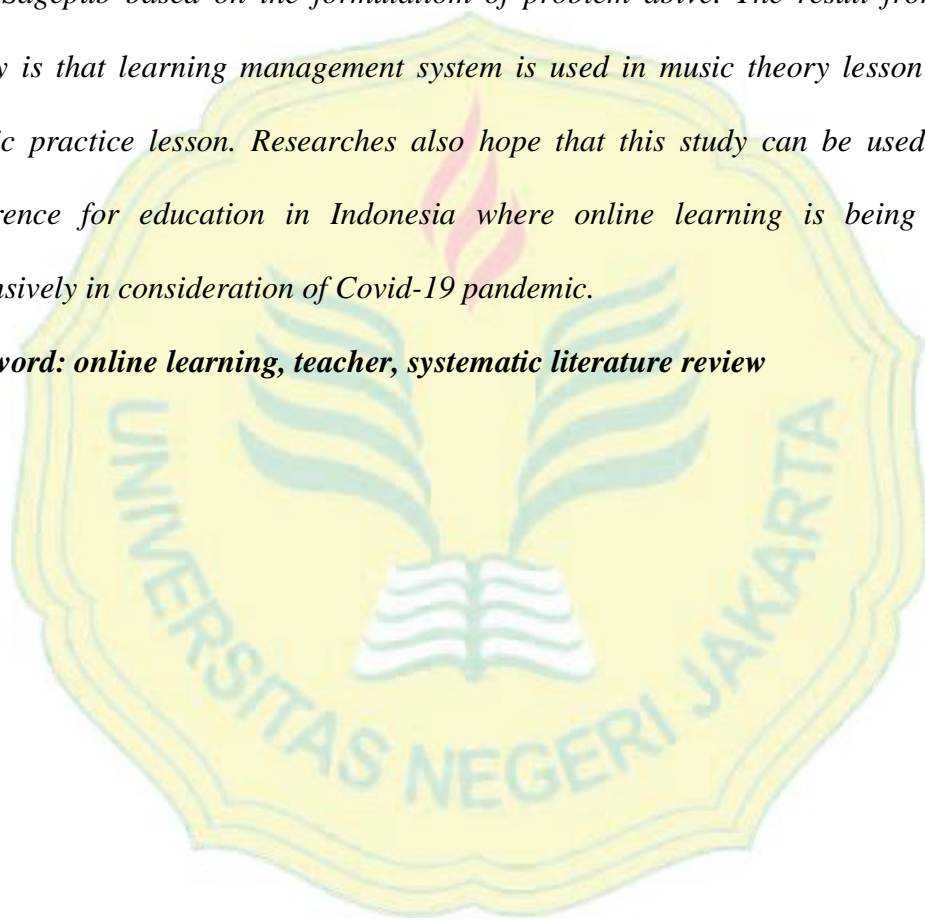 Sagepub based on the formulatiom of problem abive. The result from
y is that learning management system is used in music theory lesson
ic practice lesson. Researches also hope that this study can be used
rence for education in Indonesia where online learning is being
nsively in consideration of Covid-19 pandemic.
word: online learning, teacher, systematic literature review
UNIVERSITAS NEGERI JAKARTA